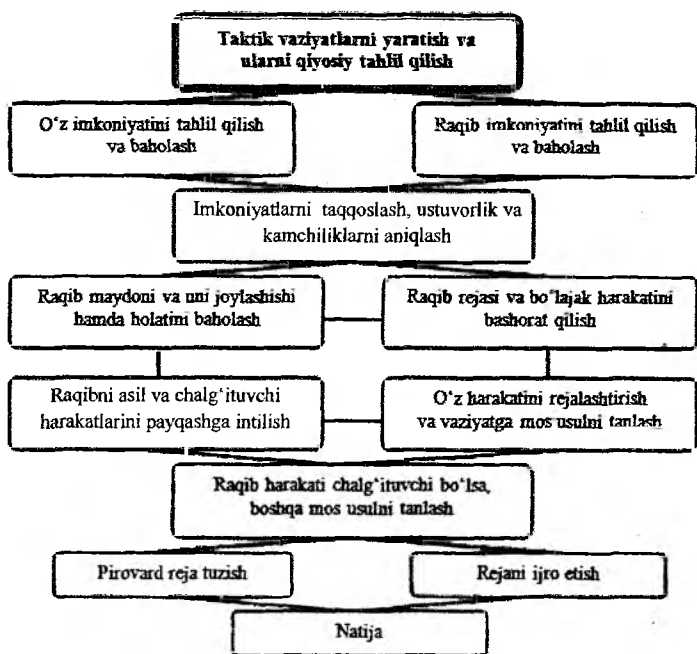 Taktik vaziyatlarni yaratish va
ularni qiyosiy tahlil qilish
O‘z imkoniyatini tahlil qilish
va baholash
Raqib imkoniyatini tahlil qilish
va baholash
Imkoniyatlarni taqqoslash, ustuvorlik va
kamchiliklarni aniqlash
Raqib maydoni va uni joylashishi
hamda holatini baholash
Raqib rejasi va bo‘lajak harakatini
bashorat qilish
Raqibni asil va chalg‘ituvchi
harakatlarini payqashga intilish
O‘z harakatini rejalashtirish
va vaziyatga mos usulni tanlash
Raqib harakati chalg‘ituvchi bo‘lsa,
boshqa mos usulni tanlash
Pirovard reja tuzish
Rejani ijro etish
Natija